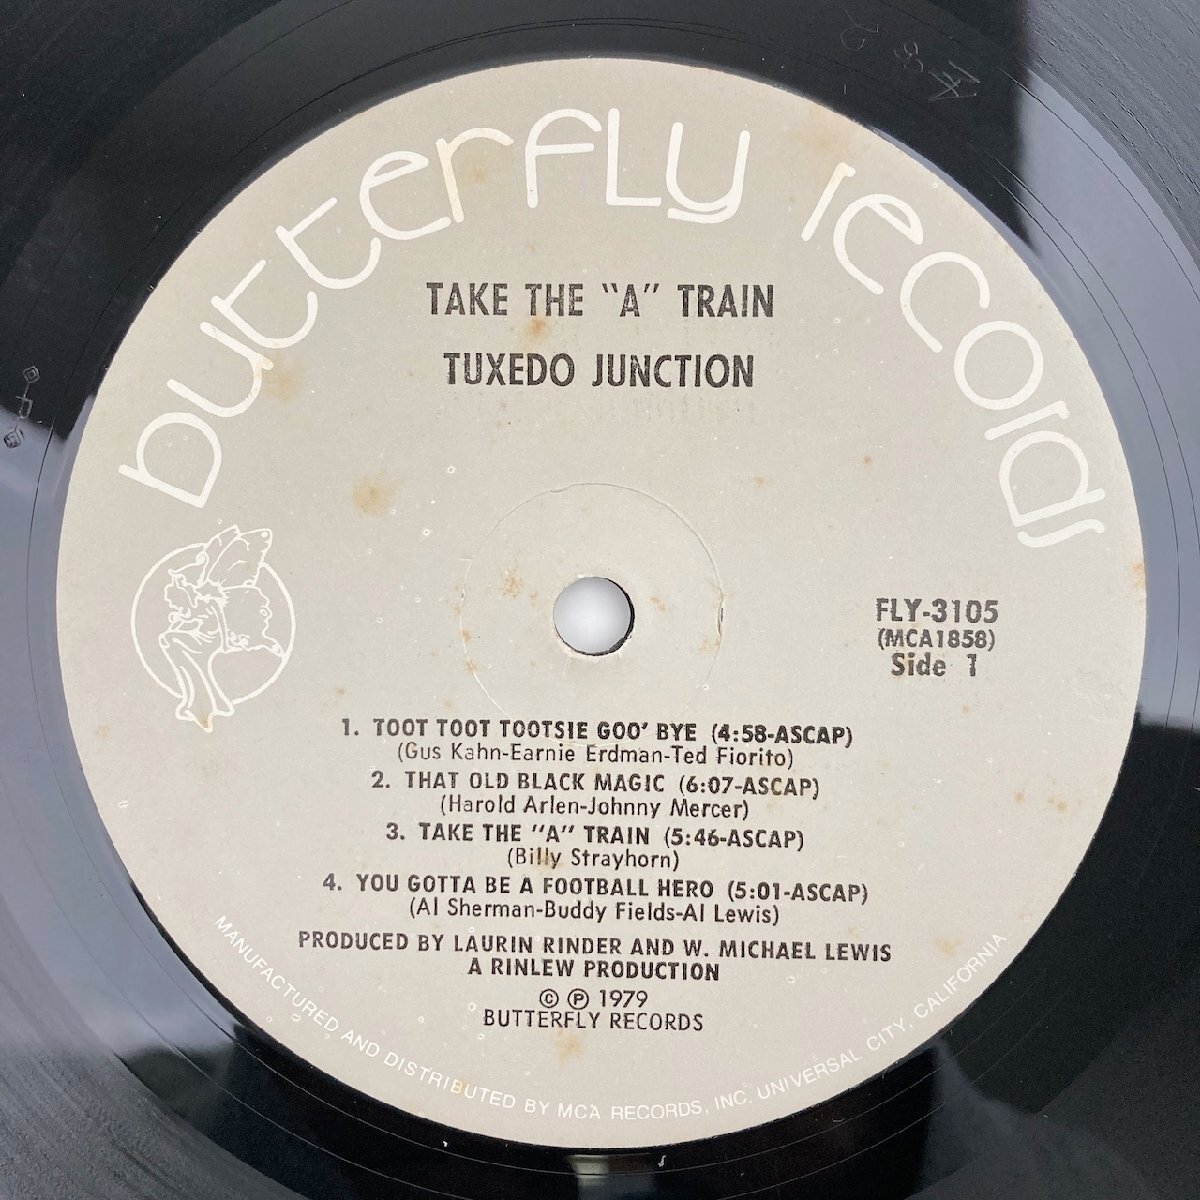 butterfly records
TAKE THE "A" TRAIN
TUXEDO JUNCTION
FLY-3105
(MCA1858)
Side 1
1. TOOT TOOT TOOTSIE GOO' BYE (4:58-ASCAP)
(Gus Kahn-Earnie Erdman-Ted Fiorito)
2. THAT OLD BLACK MAGIC (6:07-ASCAP)
(Harold Arlen-Johnny Mercer)
3. TAKE THE "A" TRAIN (5:46-ASCAP)
(Billy Strayhorn)
4. YOU GOTTA BE A FOOTBALL HERO (5:01-ASCAP)
(Al Sherman-Buddy Fields-Al Lewis)
PRODUCED BY LAURIN RINDER AND W. MICHAEL LEWIS
A RINLEW PRODUCTION
© ℗ 1979
BUTTERFLY RECORDS
MANUFACTURED AND DISTRIBUTED BY MCA RECORDS, INC. UNIVERSAL CITY, CALIFORNIA